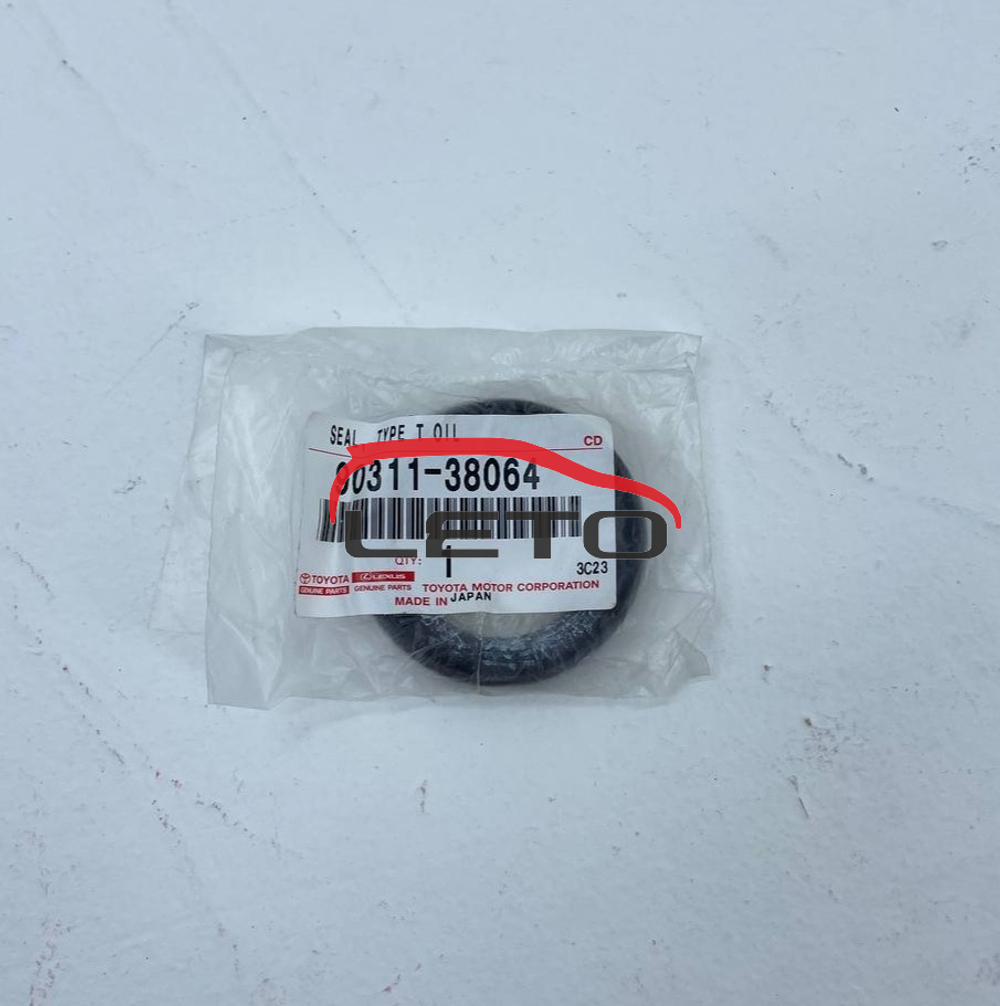 SEAL, TYPE T OIL
CD
90311-38064
LETO
QTY: 1
3C23
TOYOTA
GENUINE PARTS
LEXUS
GENUINE PARTS
TOYOTA MOTOR CORPORATION
MADE IN JAPAN